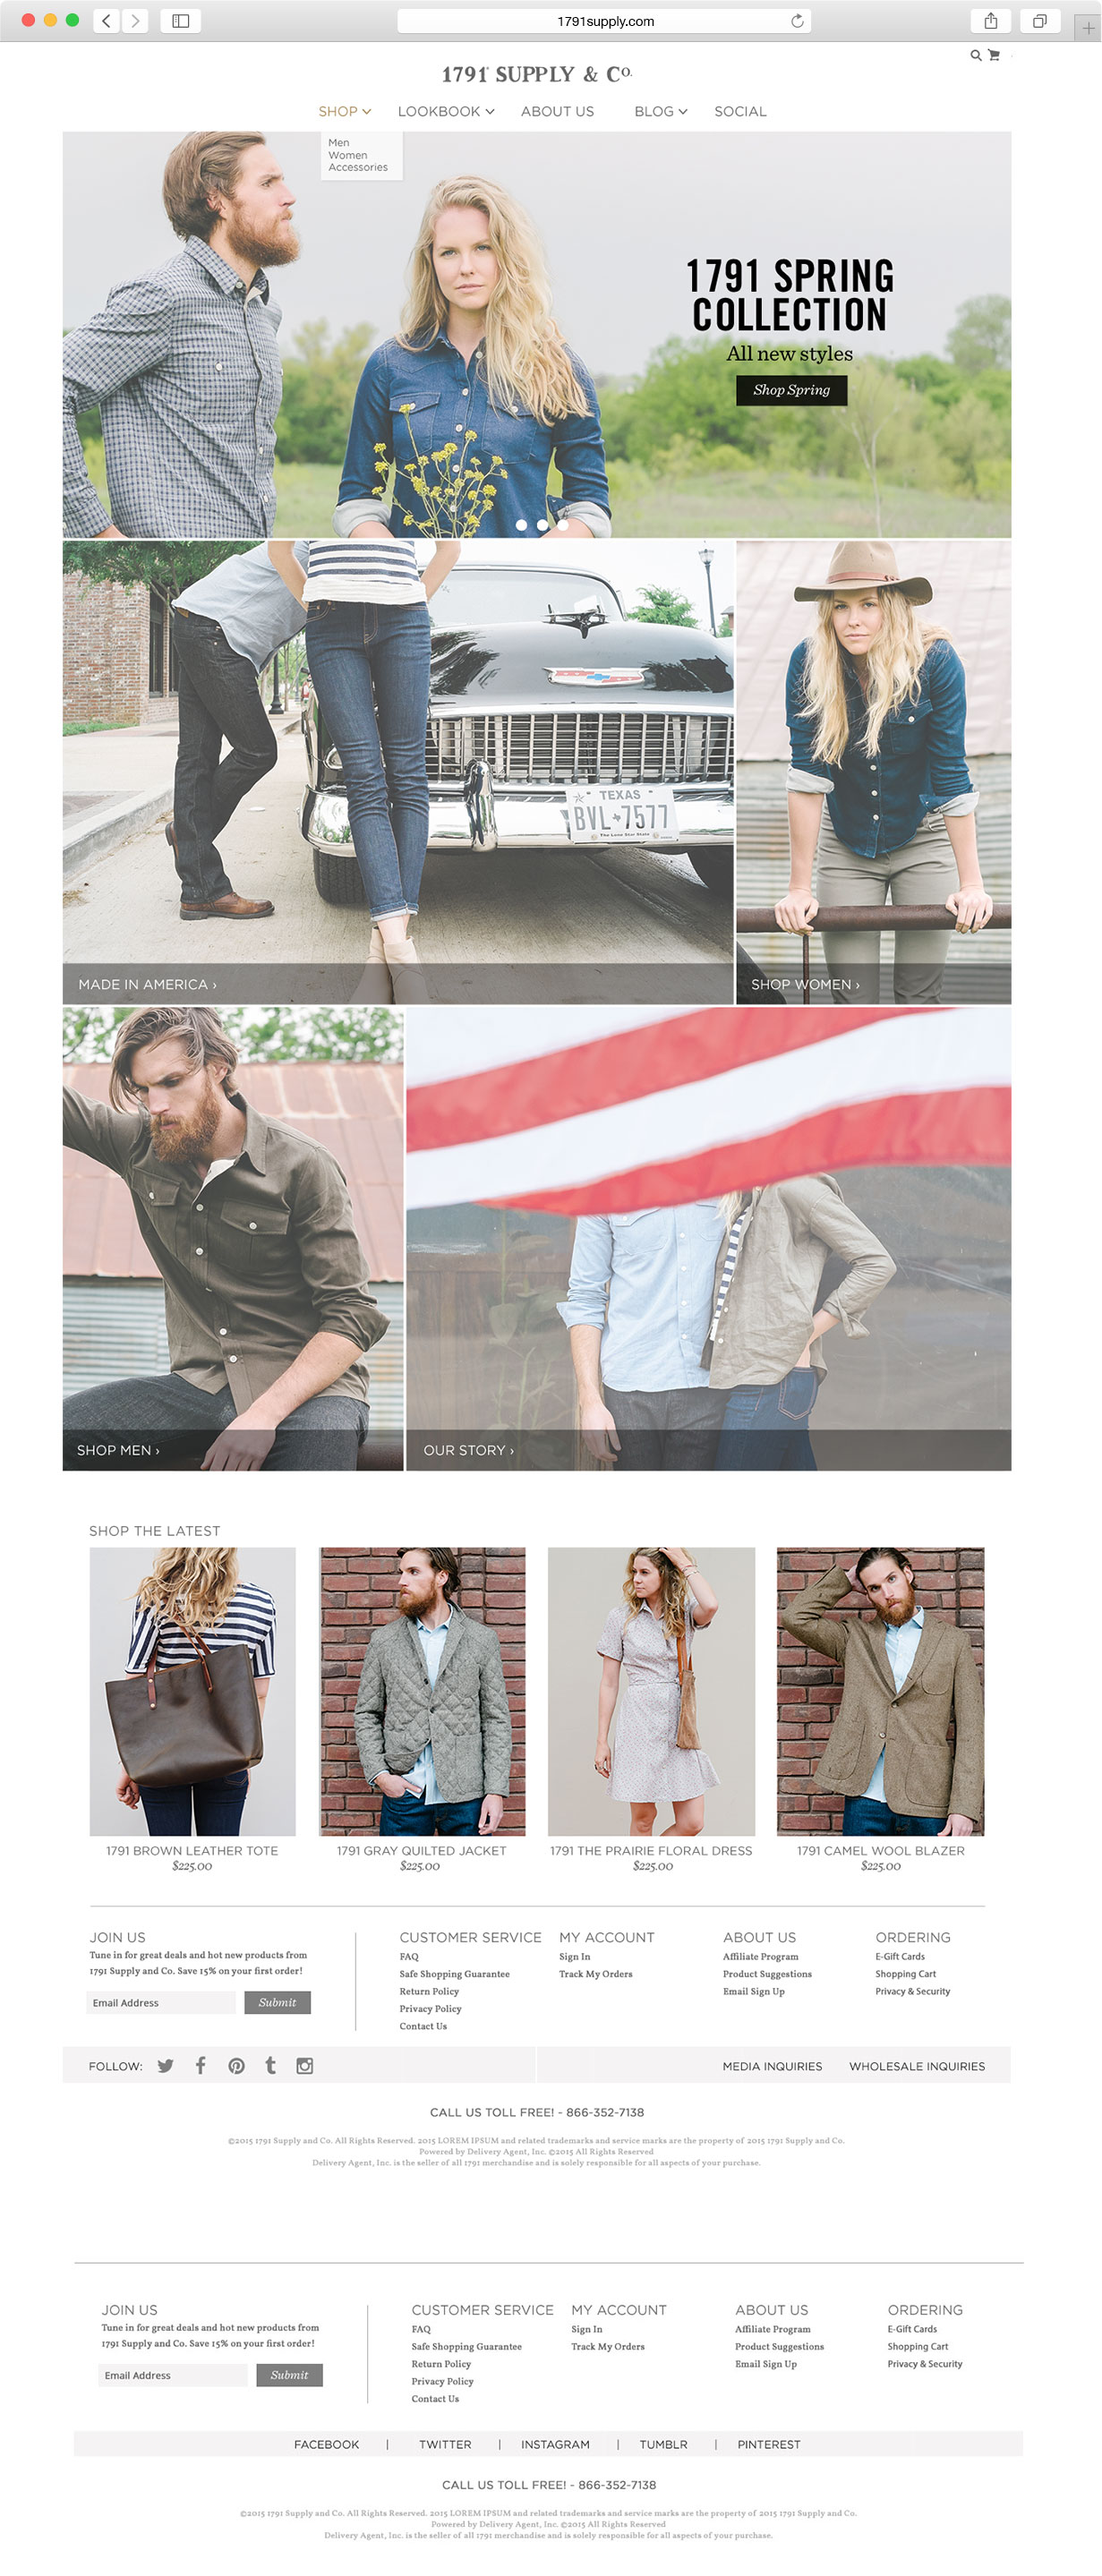 1791supply.com
1791 SUPPLY & CO.
SHOP LOOKBOOK ABOUT US BLOG SOCIAL
Men
Women
Accessories
1791 SPRING
COLLECTION
All new styles
Shop Spring
TEXAS
BVL 7577
The Lone Star State
MADE IN AMERICA ›
SHOP WOMEN ›
SHOP MEN ›
OUR STORY ›
SHOP THE LATEST
1791 BROWN LEATHER TOTE
$225.00
1791 GRAY QUILTED JACKET
$225.00
1791 THE PRAIRIE FLORAL DRESS
$225.00
1791 CAMEL WOOL BLAZER
$225.00
JOIN US
Tune in for great deals and hot new products from
1791 Supply and Co. Save 15% on your first order!
Email Address Submit
CUSTOMER SERVICE
FAQ
Safe Shopping Guarantee
Return Policy
Privacy Policy
Contact Us
MY ACCOUNT
Sign In
Track My Orders
ABOUT US
Affiliate Program
Product Suggestions
Email Sign Up
ORDERING
E-Gift Cards
Shopping Cart
Privacy & Security
FOLLOW:
MEDIA INQUIRIES WHOLESALE INQUIRIES
CALL US TOLL FREE! - 866-352-7138
©2015 1791 Supply and Co. All Rights Reserved. 2015 LOREM IPSUM and related trademarks and service marks are the property of 2015 1791 Supply and Co.
Powered by Delivery Agent, Inc. ©2015 All Rights Reserved
Delivery Agent, Inc. is the seller of all 1791 merchandise and is solely responsible for all aspects of your purchase.
JOIN US
Tune in for great deals and hot new products from
1791 Supply and Co. Save 15% on your first order!
Email Address Submit
CUSTOMER SERVICE
FAQ
Safe Shopping Guarantee
Return Policy
Privacy Policy
Contact Us
MY ACCOUNT
Sign In
Track My Orders
ABOUT US
Affiliate Program
Product Suggestions
Email Sign Up
ORDERING
E-Gift Cards
Shopping Cart
Privacy & Security
FACEBOOK | TWITTER | INSTAGRAM | TUMBLR | PINTEREST
CALL US TOLL FREE! - 866-352-7138
©2015 1791 Supply and Co. All Rights Reserved. 2015 LOREM IPSUM and related trademarks and service marks are the property of 2015 1791 Supply and Co.
Powered by Delivery Agent, Inc. ©2015 All Rights Reserved
Delivery Agent, Inc. is the seller of all 1791 merchandise and is solely responsible for all aspects of your purchase.